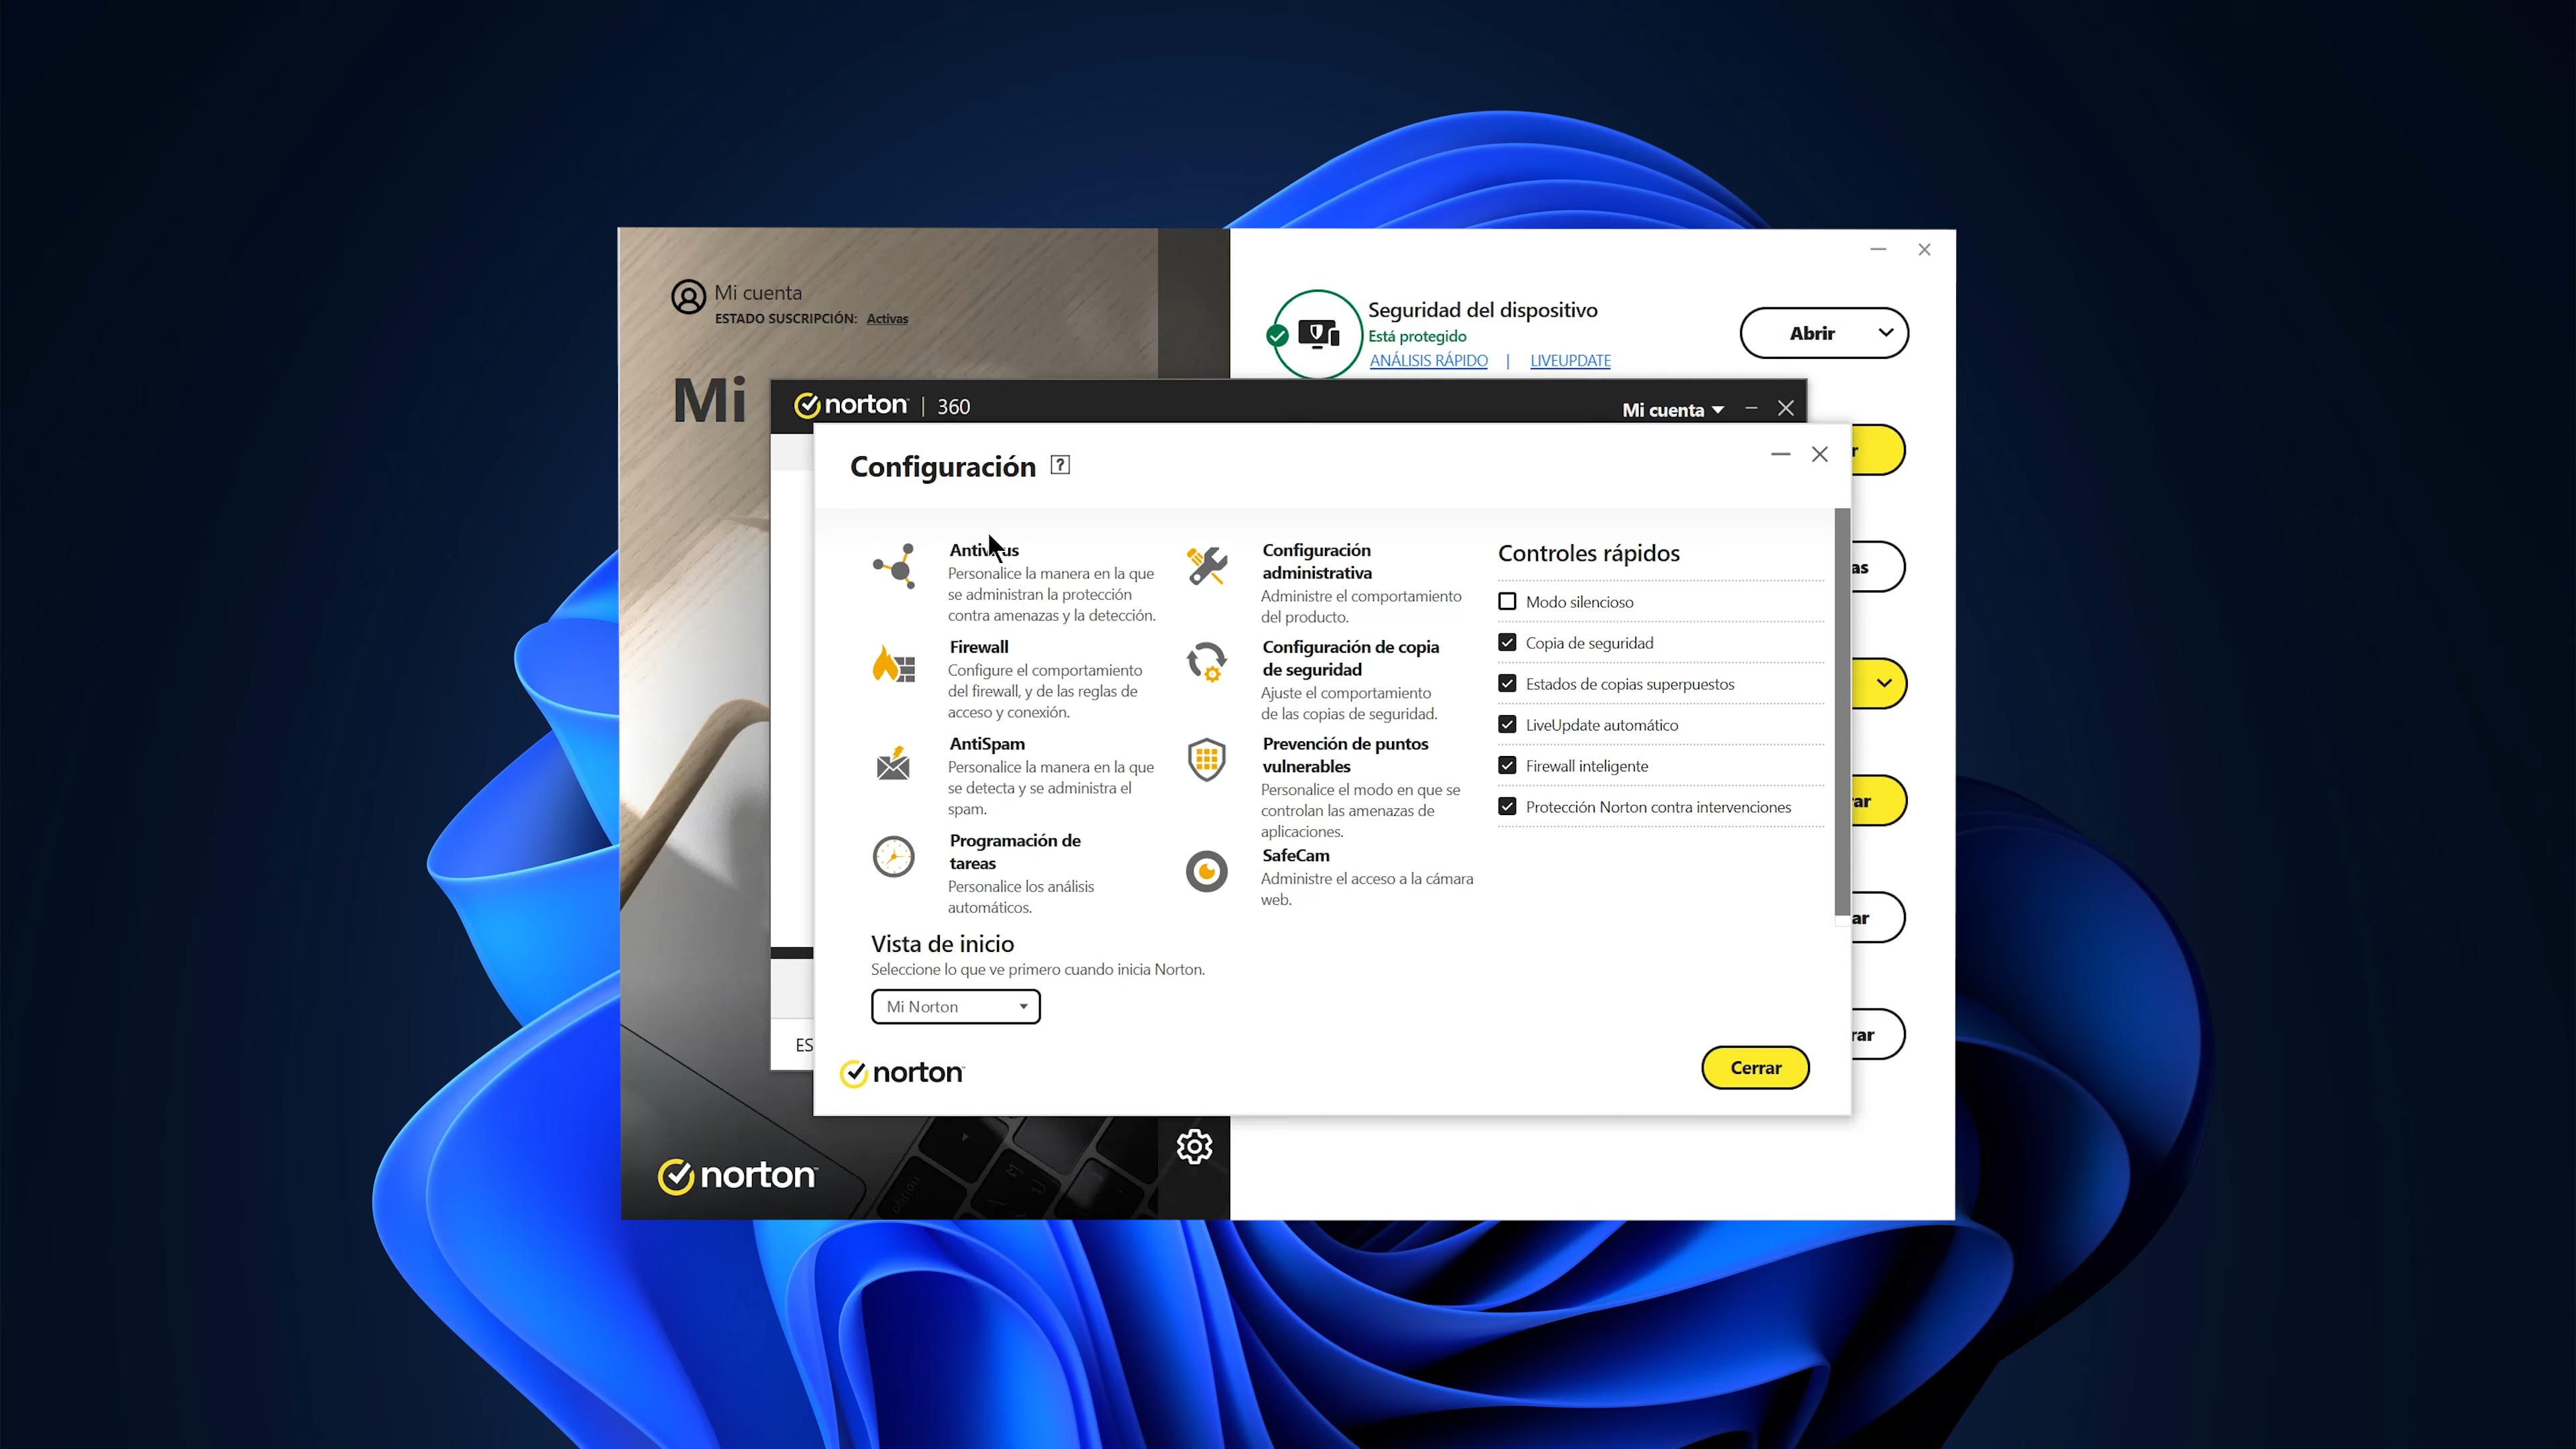 Mi cuenta
ESTADO SUSCRIPCIÓN: Activas
Mi
norton
Seguridad del dispositivo
Está protegido
ANÁLISIS RÁPIDO | LIVEUPDATE
Abrir
norton | 360
Mi cuenta
Configuración ?
Antivirus
Personalice la manera en la que
se administran la protección
contra amenazas y la detección.
Firewall
Configure el comportamiento
del firewall, y de las reglas de
acceso y conexión.
AntiSpam
Personalice la manera en la que
se detecta y se administra el
spam.
Programación de
tareas
Personalice los análisis
automáticos.
Configuración
administrativa
Administre el comportamiento
del producto.
Configuración de copia
de seguridad
Ajuste el comportamiento
de las copias de seguridad.
Prevención de puntos
vulnerables
Personalice el modo en que se
controlan las amenazas de
aplicaciones.
SafeCam
Administre el acceso a la cámara
web.
Controles rápidos
Modo silencioso
Copia de seguridad
Estados de copias superpuestos
LiveUpdate automático
Firewall inteligente
Protección Norton contra intervenciones
Vista de inicio
Seleccione lo que ve primero cuando inicia Norton.
Mi Norton
norton
Cerrar
ES